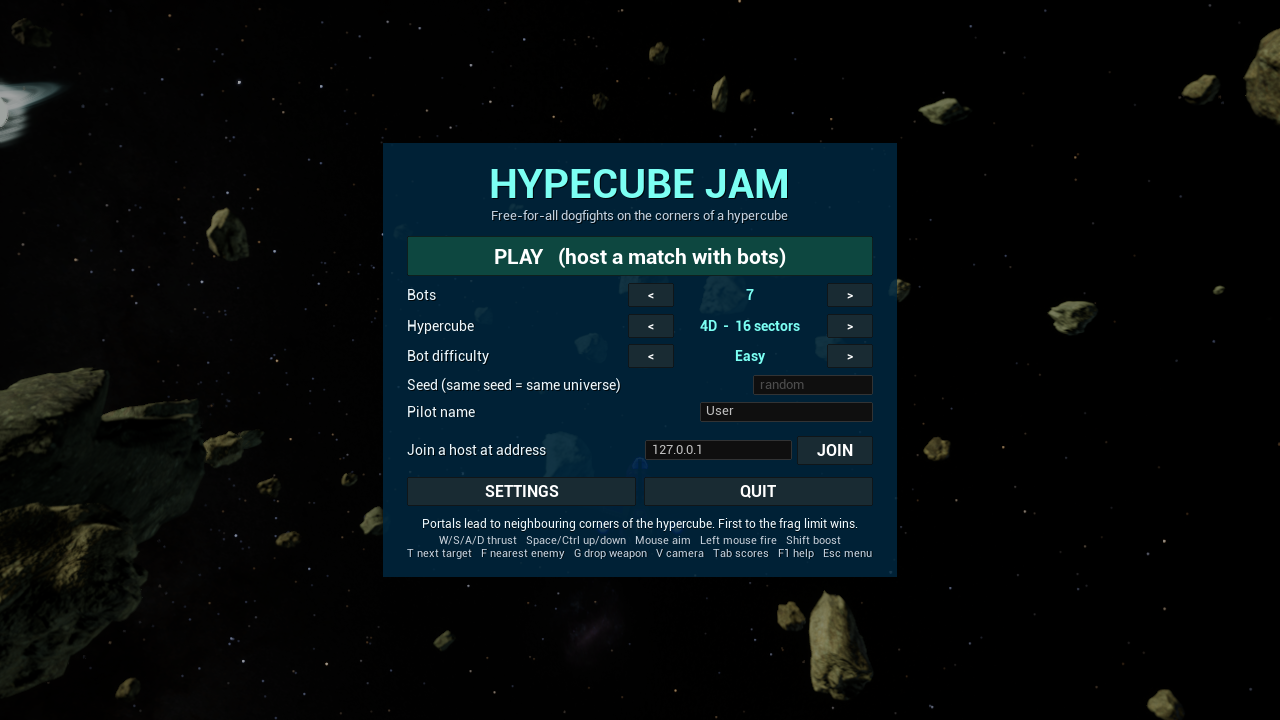 HYPECUBE JAM
Free-for-all dogfights on the corners of a hypercube
PLAY (host a match with bots)
Bots < 7 >
Hypercube < 4D - 16 sectors >
Bot difficulty < Easy >
Seed (same seed = same universe) random
Pilot name User
Join a host at address 127.0.0.1 JOIN
SETTINGS QUIT
Portals lead to neighbouring corners of the hypercube. First to the frag limit wins.
W/S/A/D thrust Space/Ctrl up/down Mouse aim Left mouse fire Shift boost
T next target F nearest enemy G drop weapon V camera Tab scores F1 help Esc menu